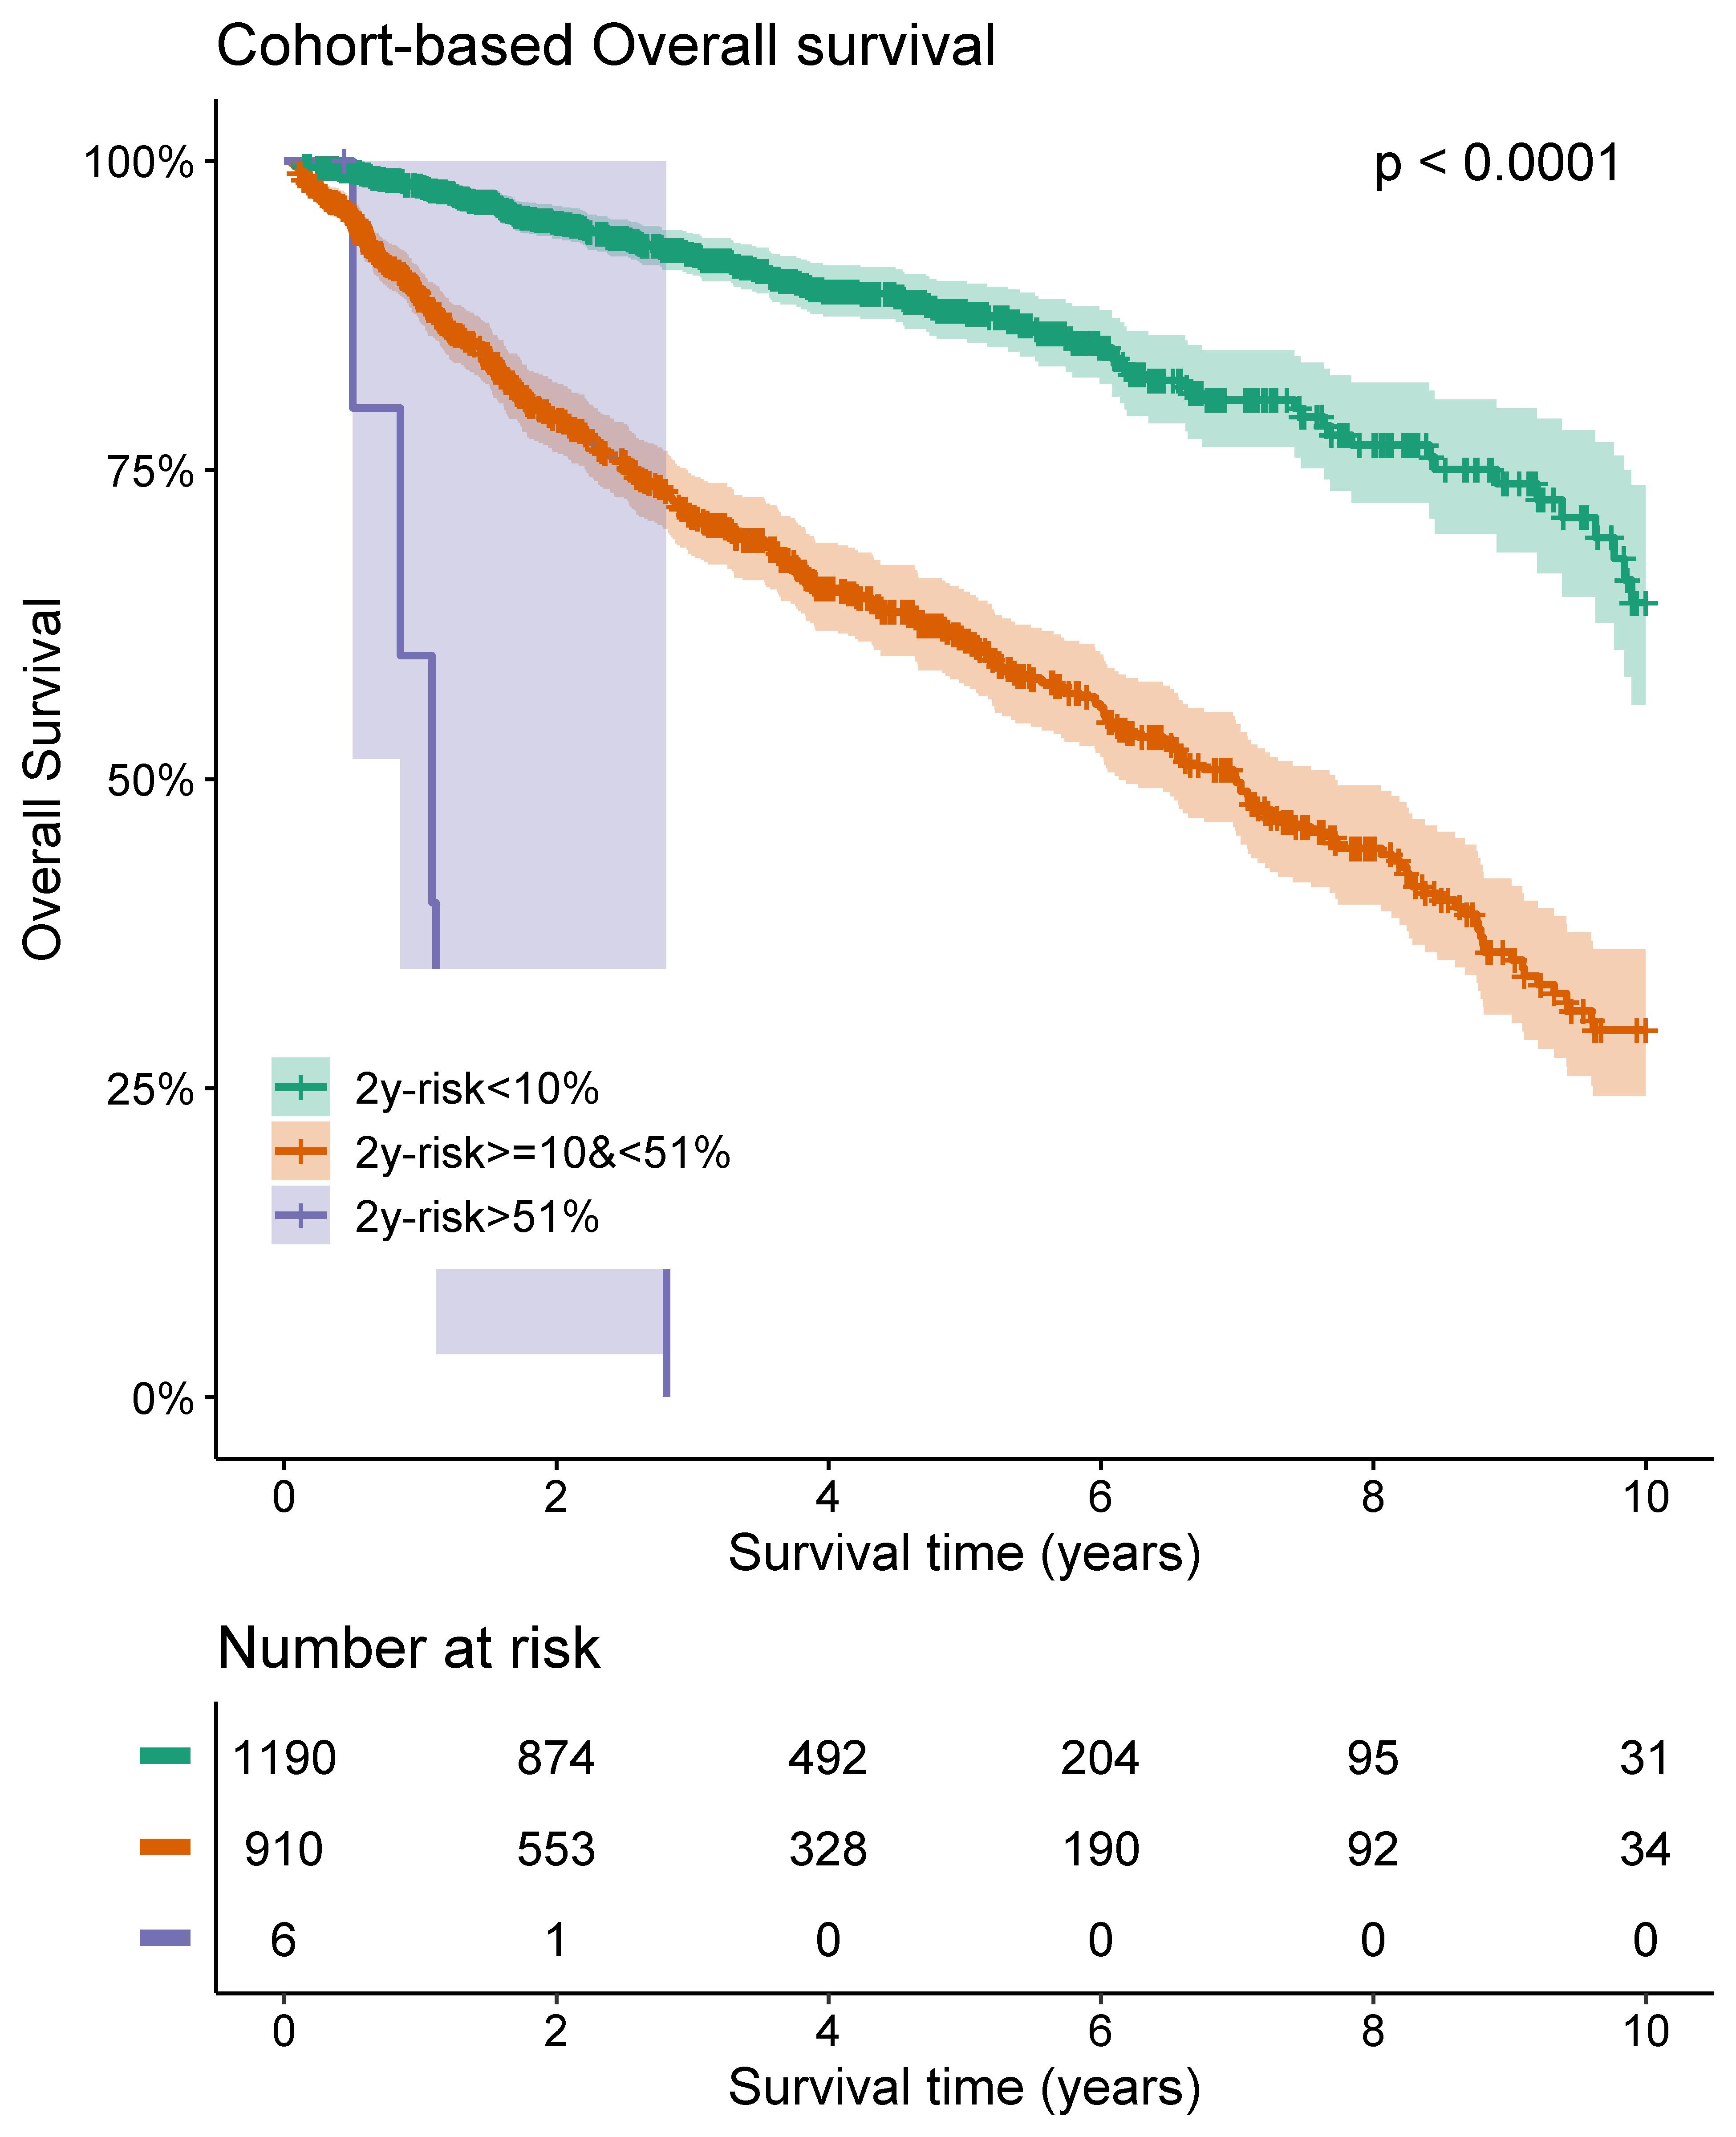 Cohort-based Overall survival
p < 0.0001
100%
75%
50%
25%
0%
Overall Survival
2y-risk<10%
2y-risk>=10&<51%
2y-risk>51%
0 2 4 6 8 10
Survival time (years)
Number at risk
1190 874 492 204 95 31
910 553 328 190 92 34
6 1 0 0 0 0
0 2 4 6 8 10
Survival time (years)